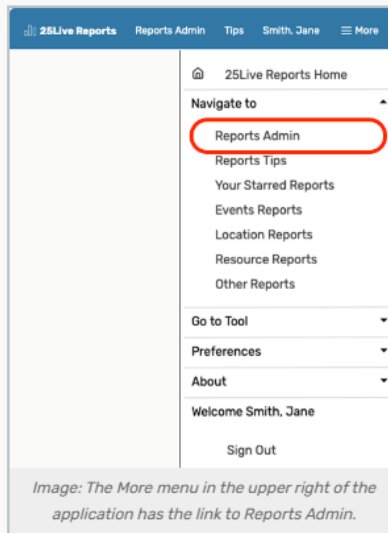 25Live Reports Reports Admin Tips Smith, Jane More
25Live Reports Home
Navigate to
Reports Admin
Reports Tips
Your Starred Reports
Events Reports
Location Reports
Resource Reports
Other Reports
Go to Tool
Preferences
About
Welcome Smith, Jane
Sign Out
Image: The More menu in the upper right of the
application has the link to Reports Admin.